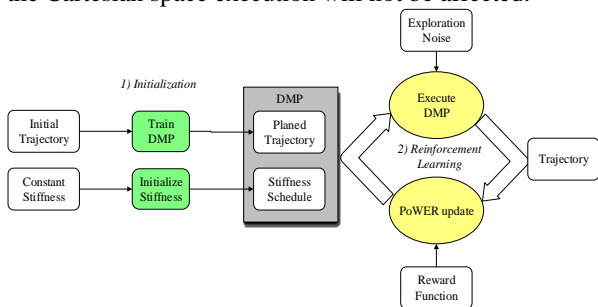 the Cartesian space execution will not be affected.
Exploration
Noise
1) Initialization
DMP
Initial
Trajectory
Train
DMP
Planed
Trajectory
Execute
DMP
2) Reinforcement
Learning
Trajectory
Constant
Stiffness
Initialize
Stiffness
Stiffness
Schedule
PoWER update
Reward
Function